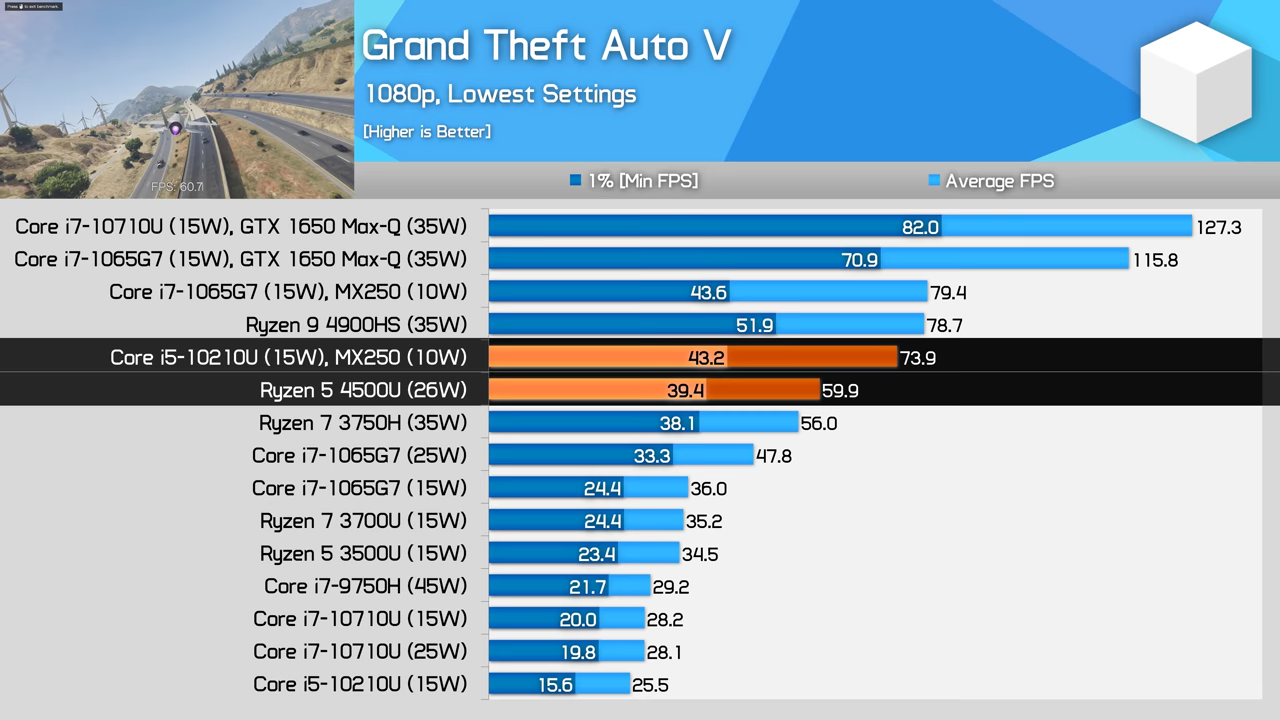 Press to exit benchmark.
FPS: 60.7
Grand Theft Auto V
1080p, Lowest Settings
[Higher is Better]
1% [Min FPS]
Average FPS
Core i7-10710U (15W), GTX 1650 Max-Q (35W) 82.0 127.3
Core i7-1065G7 (15W), GTX 1650 Max-Q (35W) 70.9 115.8
Core i7-1065G7 (15W), MX250 (10W) 43.6 79.4
Ryzen 9 4900HS (35W) 51.9 78.7
Core i5-10210U (15W), MX250 (10W) 43.2 73.9
Ryzen 5 4500U (26W) 39.4 59.9
Ryzen 7 3750H (35W) 38.1 56.0
Core i7-1065G7 (25W) 33.3 47.8
Core i7-1065G7 (15W) 24.4 36.0
Ryzen 7 3700U (15W) 24.4 35.2
Ryzen 5 3500U (15W) 23.4 34.5
Core i7-9750H (45W) 21.7 29.2
Core i7-10710U (15W) 20.0 28.2
Core i7-10710U (25W) 19.8 28.1
Core i5-10210U (15W) 15.6 25.5